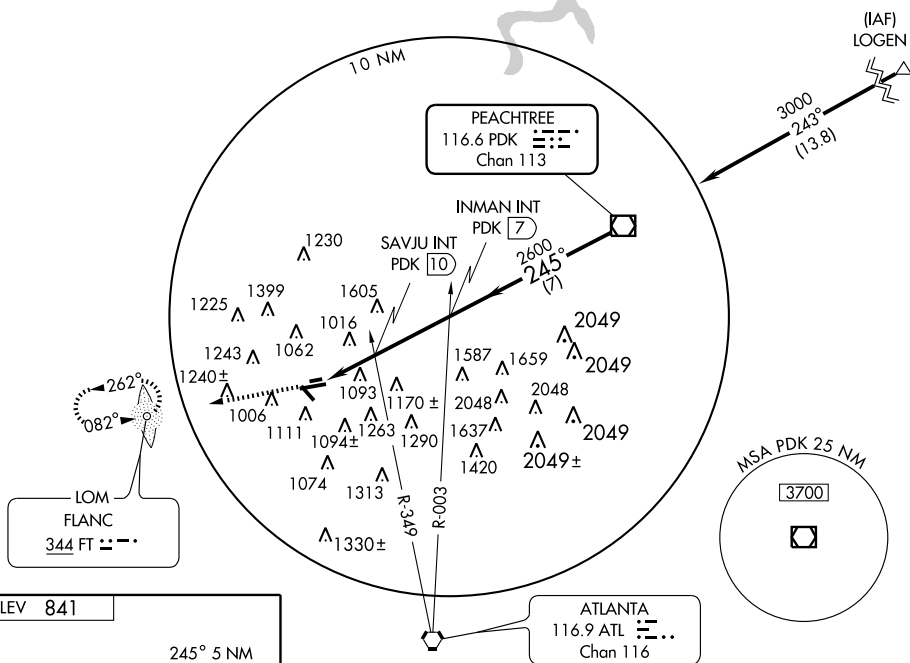 (IAF)
LOGEN
3000
243°
(13.8)
10 NM
PEACHTREE
116.6 PDK
Chan 113
INMAN INT
PDK 7
SAVJU INT
PDK 10
2600
245°
(7)
1230
1225
1399
1605
1016
1062
1243
1240±
1006
1111
1093
1170 ±
1094±
1263
1290
1074
1313
1330±
1587
1659
2048
1637
1420
2048
2049
2049
2049
2049±
262°
082°
LOM
FLANC
344 FT
R-349
R-003
MSA PDK 25 NM
3700
ATLANTA
116.9 ATL
Chan 116
LEV 841
245° 5 NM